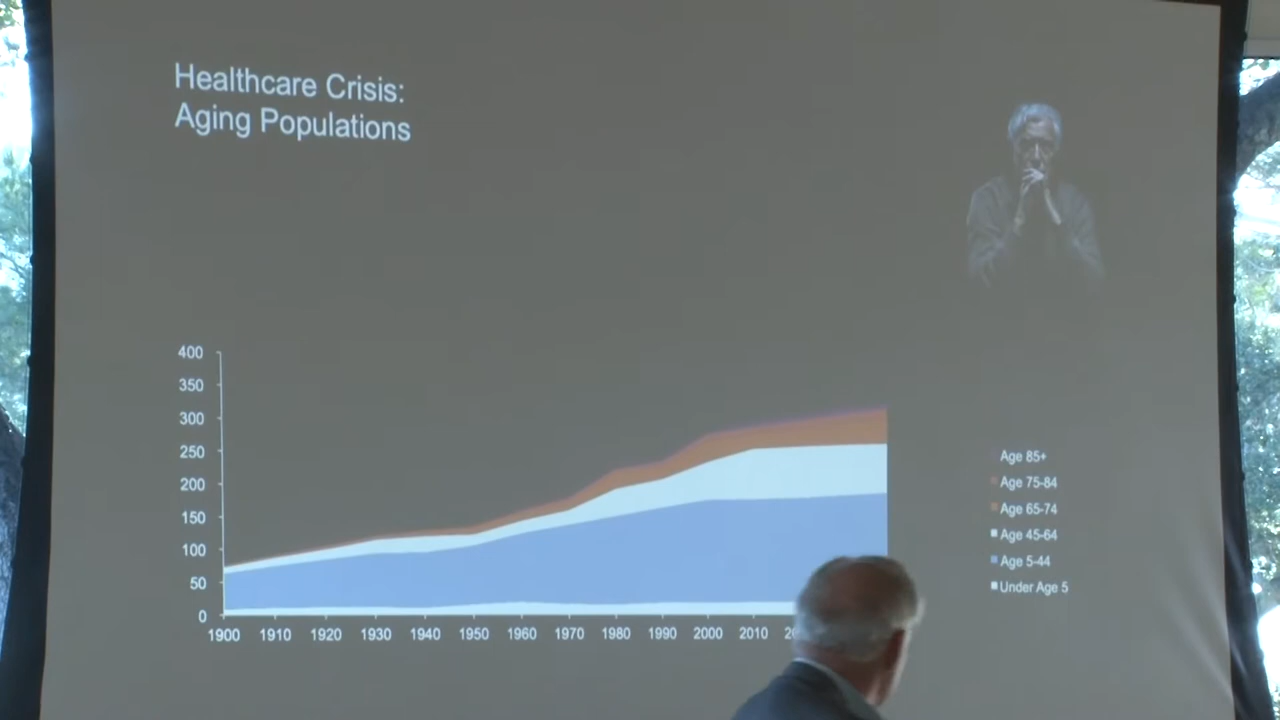 Healthcare Crisis:
Aging Populations
400
350
300
250
200
150
100
50
0
1900 1910 1920 1930 1940 1950 1960 1970 1980 1990 2000 2010
Age 85+
Age 75-84
Age 65-74
Age 45-64
Age 5-44
Under Age 5